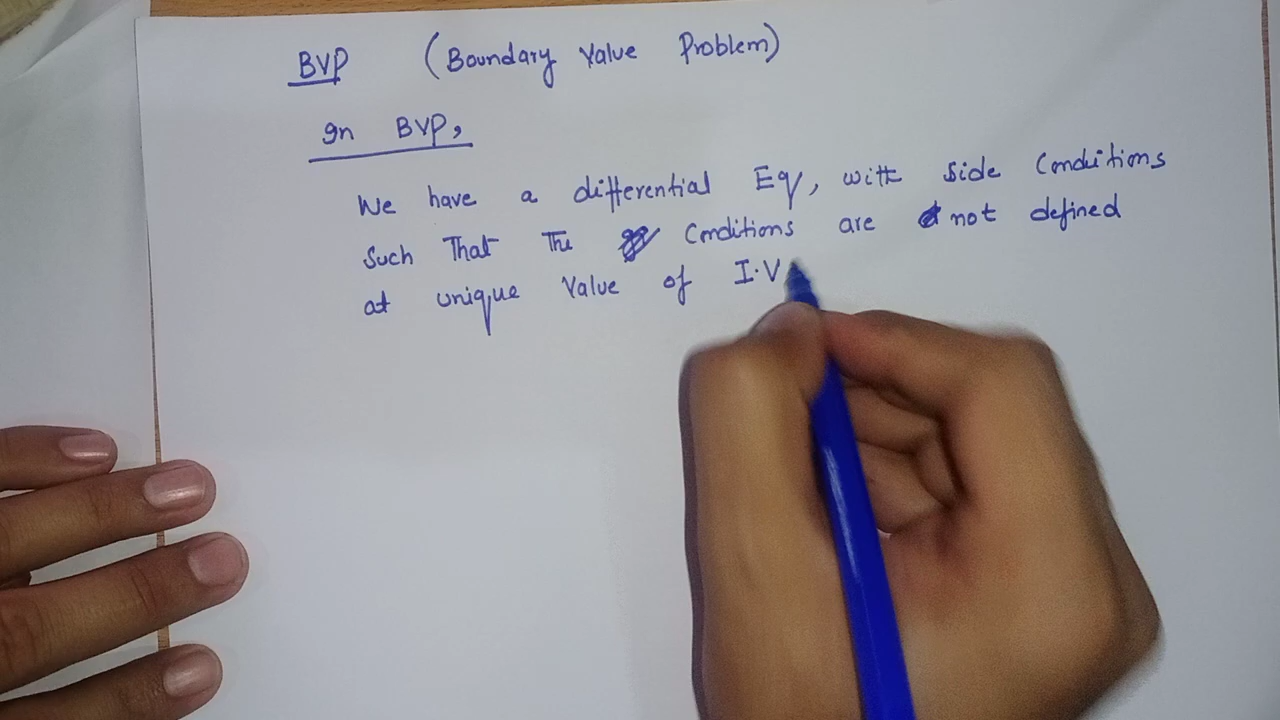 BVP (Boundary Value Problem)
In BVP,
We have a differential Eq, with side Conditions
Such That The Conditions are not defined
at unique Value of I.V